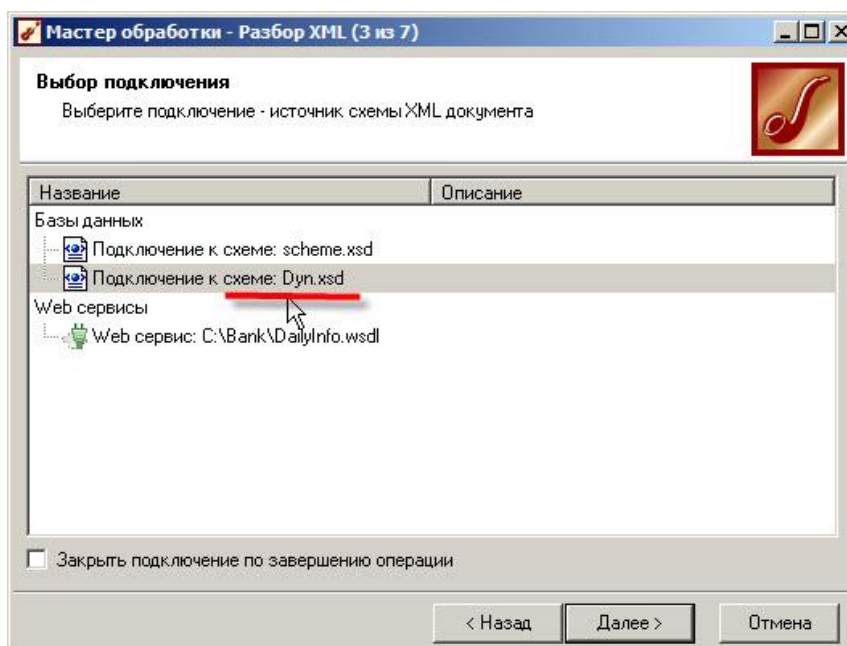 Мастер обработки - Разбор XML (3 из 7)
Выбор подключения
Выберите подключение - источник схемы XML документа
Название Описание
Базы данных
Подключение к схеме: scheme.xsd
Подключение к схеме: Dyn.xsd
Web сервисы
Web сервис: C:\Bank\DailyInfo.wsdl
Закрыть подключение по завершению операции
< Назад Далее > Отмена